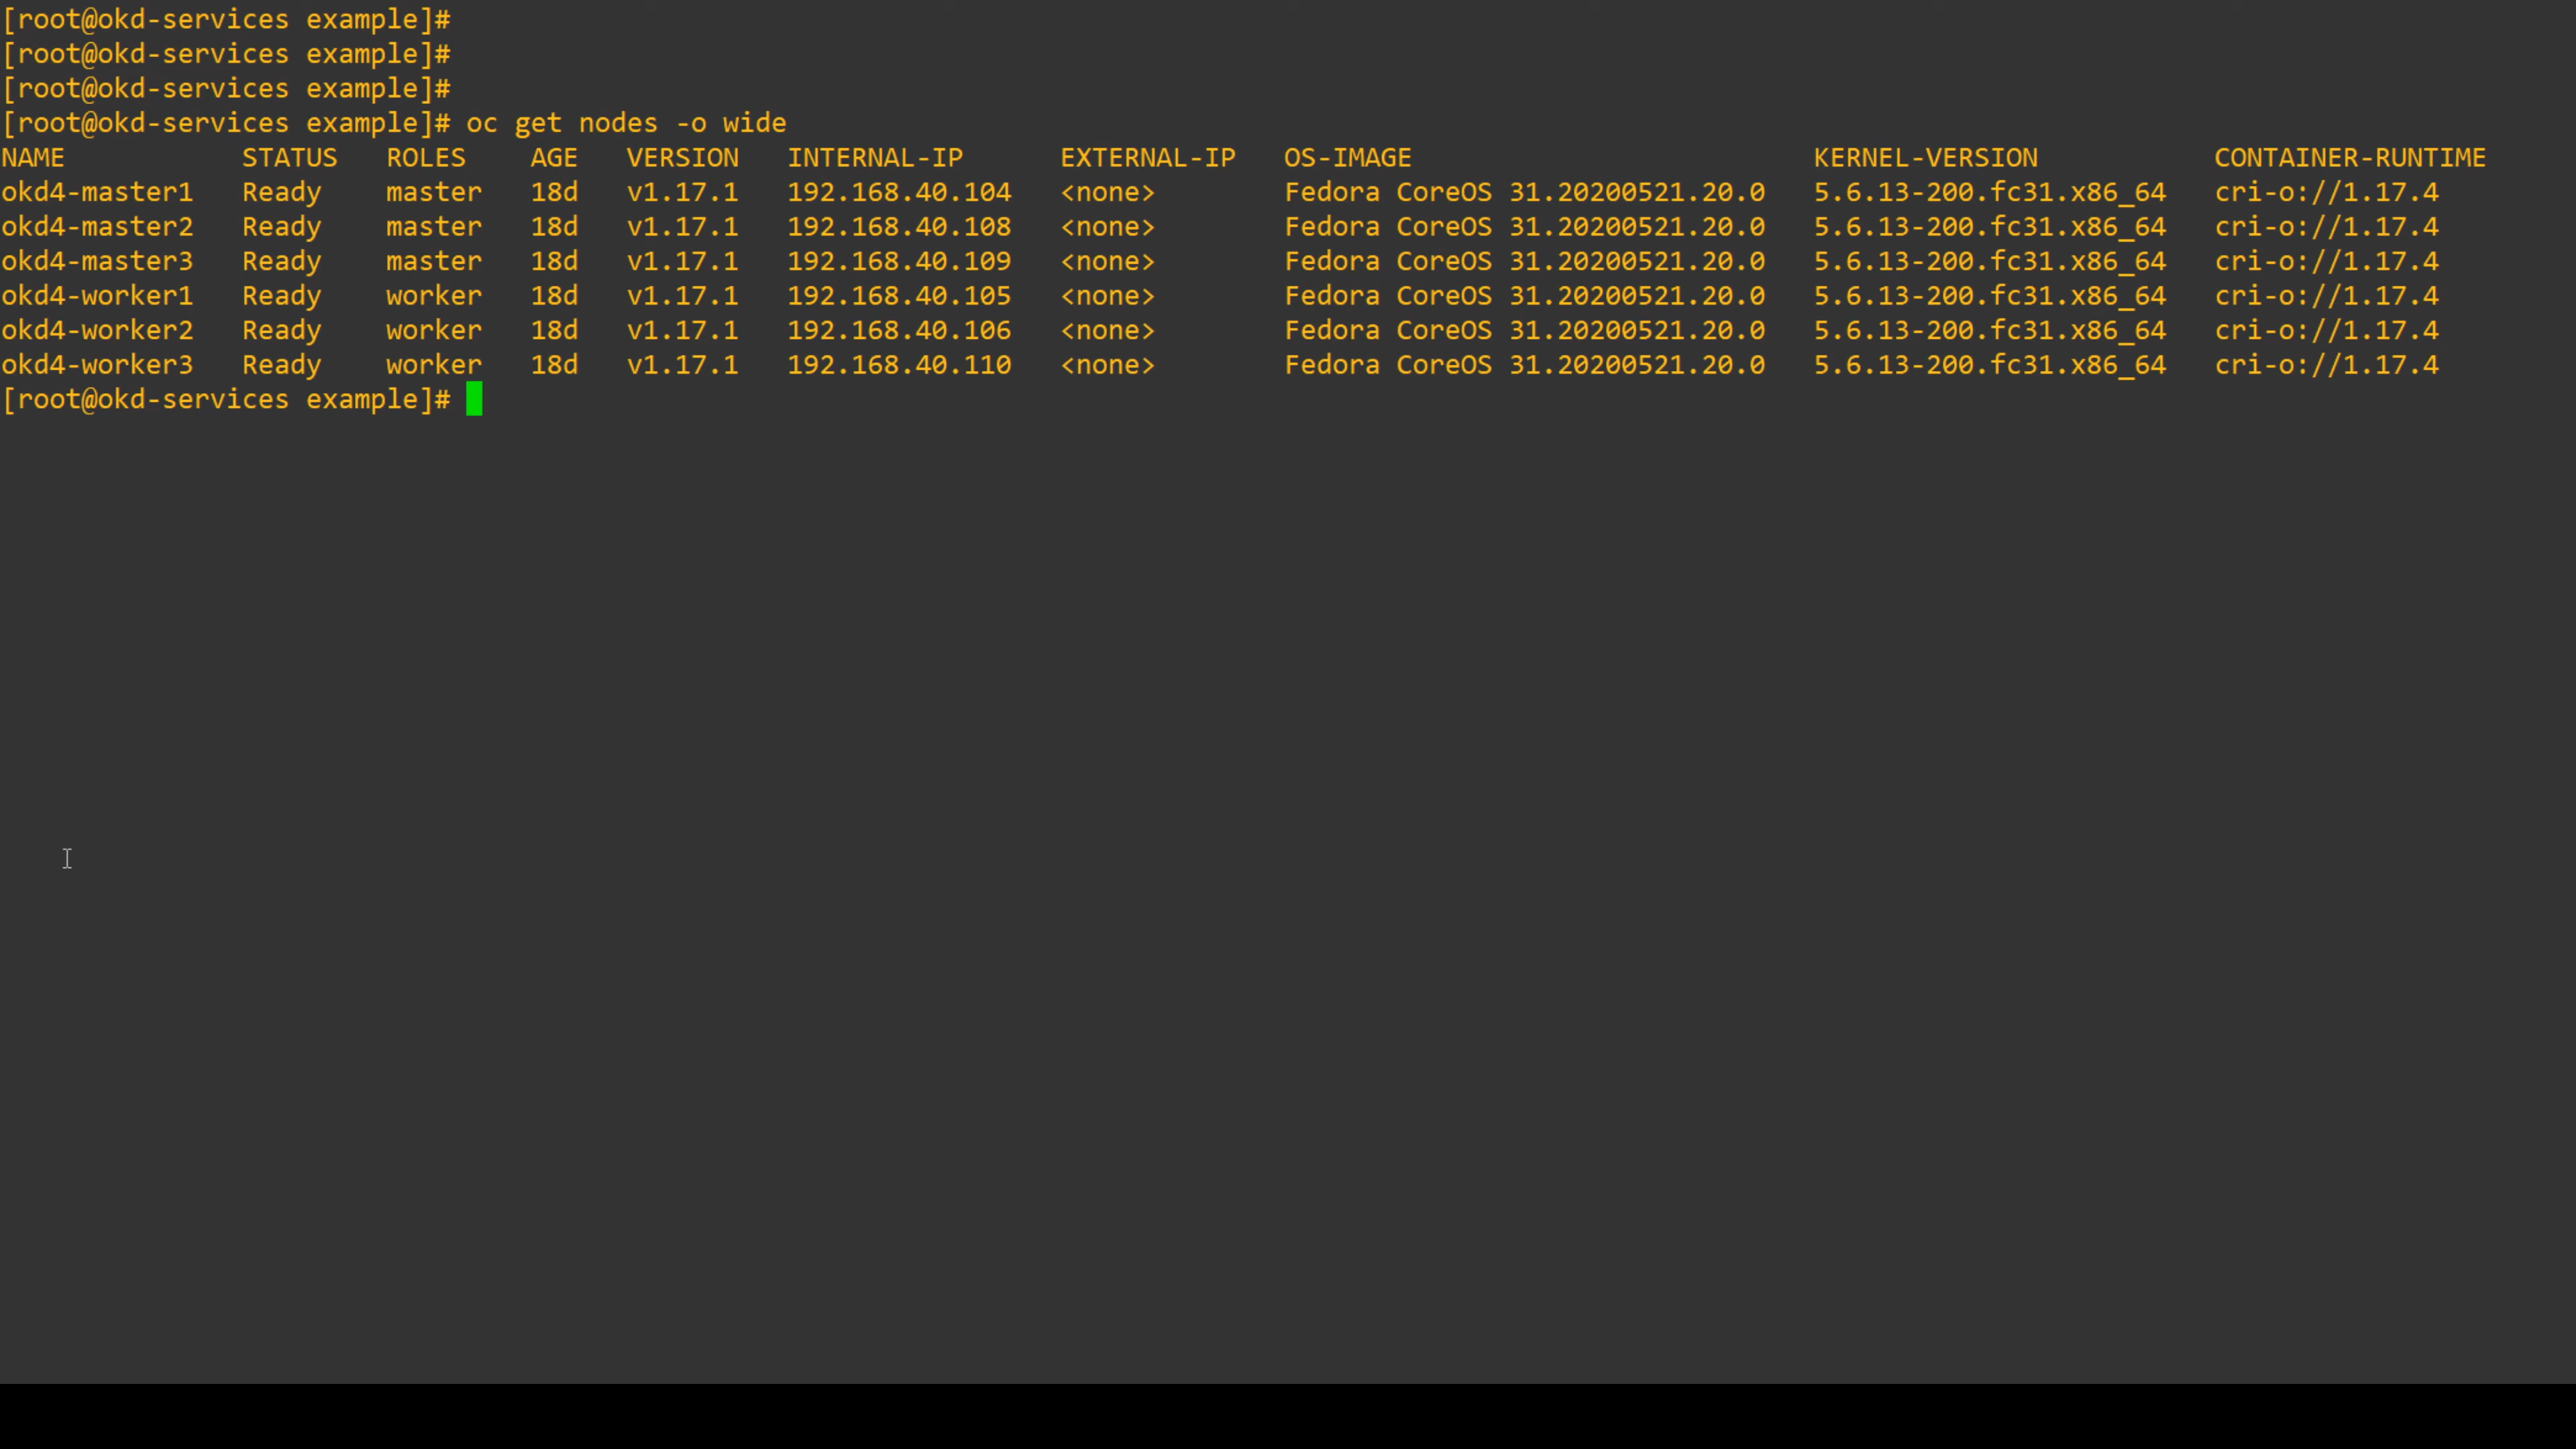 [root@okd-services example]#
[root@okd-services example]#
[root@okd-services example]#
[root@okd-services example]# oc get nodes -o wide
NAME           STATUS   ROLES    AGE   VERSION   INTERNAL-IP      EXTERNAL-IP   OS-IMAGE                         KERNEL-VERSION           CONTAINER-RUNTIME
okd4-master1   Ready    master   18d   v1.17.1   192.168.40.104   <none>        Fedora CoreOS 31.20200521.20.0   5.6.13-200.fc31.x86_64   cri-o://1.17.4
okd4-master2   Ready    master   18d   v1.17.1   192.168.40.108   <none>        Fedora CoreOS 31.20200521.20.0   5.6.13-200.fc31.x86_64   cri-o://1.17.4
okd4-master3   Ready    master   18d   v1.17.1   192.168.40.109   <none>        Fedora CoreOS 31.20200521.20.0   5.6.13-200.fc31.x86_64   cri-o://1.17.4
okd4-worker1   Ready    worker   18d   v1.17.1   192.168.40.105   <none>        Fedora CoreOS 31.20200521.20.0   5.6.13-200.fc31.x86_64   cri-o://1.17.4
okd4-worker2   Ready    worker   18d   v1.17.1   192.168.40.106   <none>        Fedora CoreOS 31.20200521.20.0   5.6.13-200.fc31.x86_64   cri-o://1.17.4
okd4-worker3   Ready    worker   18d   v1.17.1   192.168.40.110   <none>        Fedora CoreOS 31.20200521.20.0   5.6.13-200.fc31.x86_64   cri-o://1.17.4
[root@okd-services example]#